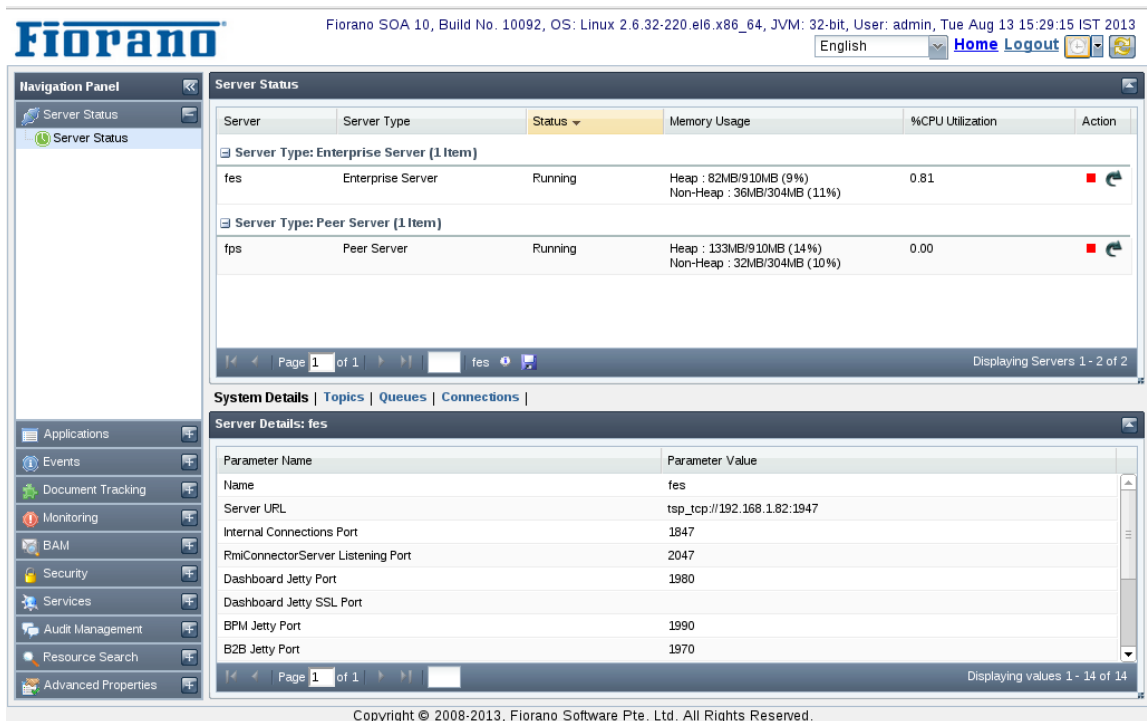 Fiorano
Fiorano SOA 10, Build No. 10092, OS: Linux 2.6.32-220.el6.x86_64, JVM: 32-bit, User: admin, Tue Aug 13 15:29:15 IST 2013
English Home Logout
Navigation Panel
Server Status
Server Status
Applications
Events
Document Tracking
Monitoring
BAM
Security
Services
Audit Management
Resource Search
Advanced Properties
Server Status
Server Server Type Status Memory Usage %CPU Utilization Action
Server Type: Enterprise Server (1 Item)
fes Enterprise Server Running Heap : 82MB/910MB (9%) 0.81
Non-Heap : 36MB/304MB (11%)
Server Type: Peer Server (1 Item)
fps Peer Server Running Heap : 133MB/910MB (14%) 0.00
Non-Heap : 32MB/304MB (10%)
Page 1 of 1 fes Displaying Servers 1 - 2 of 2
System Details | Topics | Queues | Connections |
Server Details: fes
Parameter Name Parameter Value
Name fes
Server URL tsp_tcp://192.168.1.82:1947
Internal Connections Port 1847
RmiConnectorServer Listening Port 2047
Dashboard Jetty Port 1980
Dashboard Jetty SSL Port
BPM Jetty Port 1990
B2B Jetty Port 1970
Page 1 of 1 Displaying values 1 - 14 of 14
Copyright © 2008-2013, Fiorano Software Pte. Ltd. All Rights Reserved.